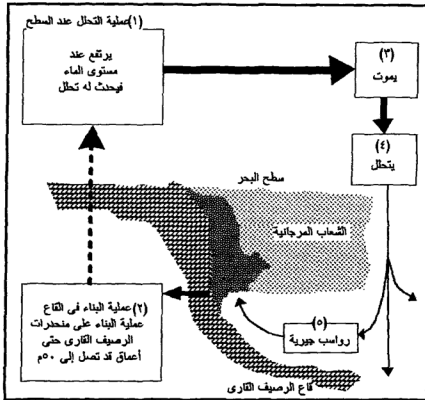 (١)عملية التحلل عند السطح
يرتفع عند
مستوى الماء
فيحدث له تحلل
(٣)
يموت
(٤)
يتحلل
سطح البحر
الشعاب المرجانية
(٢)عملية البناء فى القاع
عملية البناء على منحدرات
الرصيف القارى حتى
أعماق قد تصل إلى ٥٠م
(٥)
رواسب جيرية
قاع الرصيف القارى